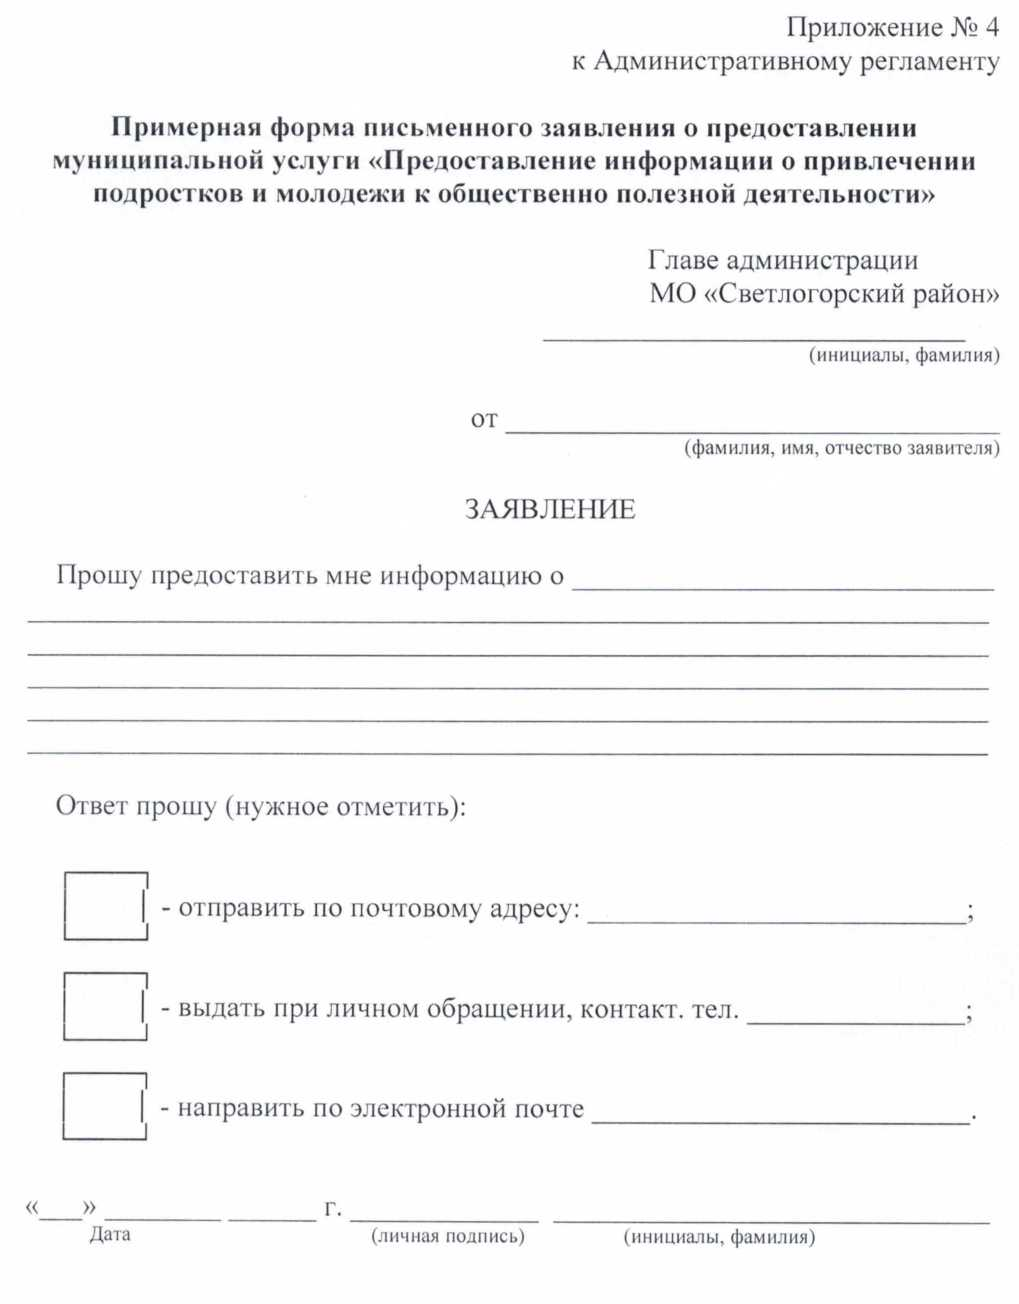 Приложение № 4
к Административному регламенту
Примерная форма письменного заявления о предоставлении
муниципальной услуги «Предоставление информации о привлечении
подростков и молодежи к общественно полезной деятельности»
Главе администрации
МО «Светлогорский район»
(инициалы, фамилия)
от
(фамилия, имя, отчество заявителя)
ЗАЯВЛЕНИЕ
Прошу предоставить мне информацию о
Ответ прошу (нужное отметить):
- отправить по почтовому адресу: ;
- выдать при личном обращении, контакт. тел. ;
- направить по электронной почте .
«___» г.
Дата (личная подпись) (инициалы, фамилия)